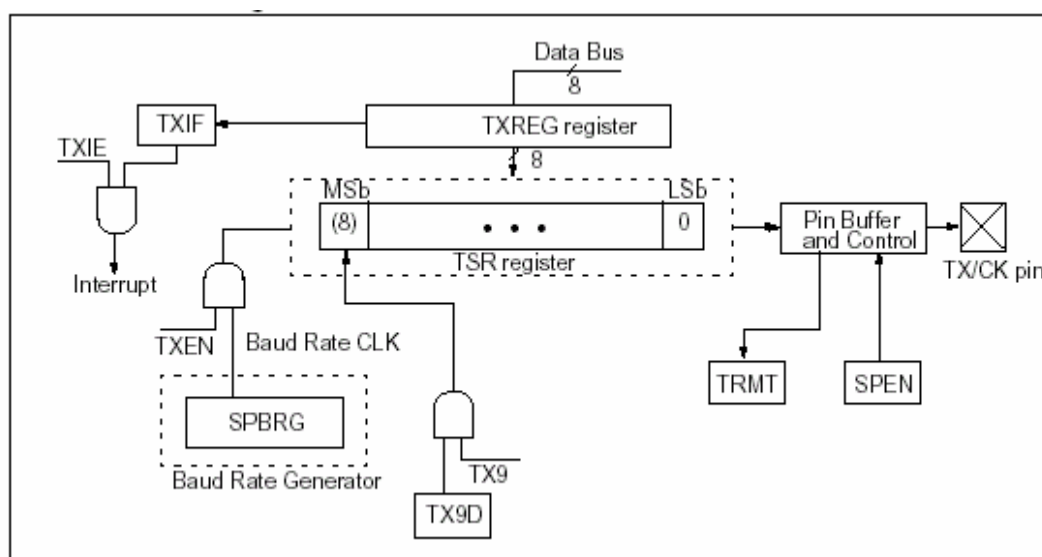 Data Bus
8
TXIF
TXREG register
TXIE
8
MSb
LSb
(8)
• • •
0
Pin Buffer
and Control
TSR register
TX/CK pin
Interrupt
TXEN
Baud Rate CLK
TRMT
SPEN
SPBRG
TX9
Baud Rate Generator
TX9D